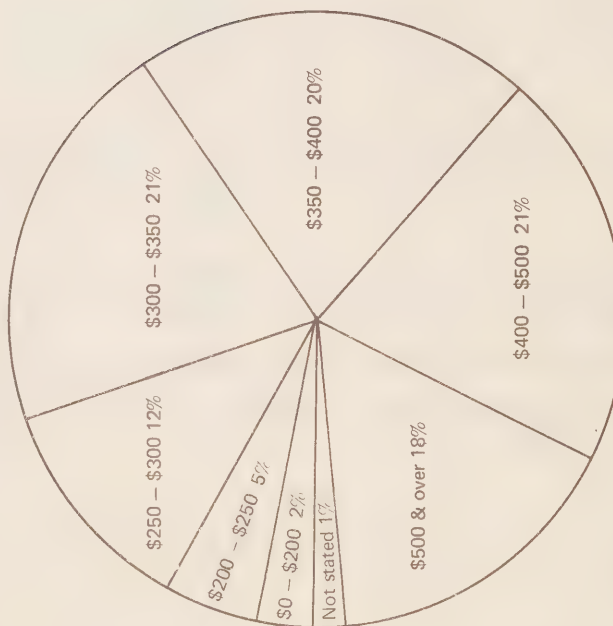 $350 – $400 20%
$400 – $500 21%
$500 & over 18%
Not stated 1%
$0 – $200 2%
$200 – $250 5%
$250 – $300 12%
$300 – $350 21%